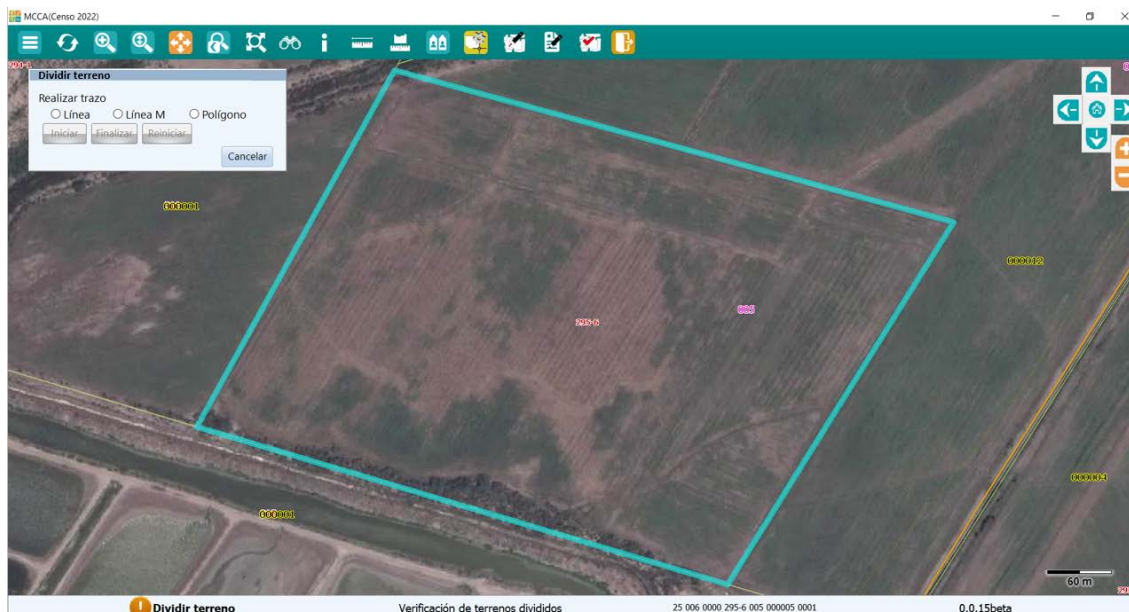 MCCA(Censo 2022)
Dividir terreno
Realizar trazo
Línea Línea M Polígono
Iniciar Finalizar Reiniciar
Cancelar
000001
000012
005
295-6
000004
000001
60 m
Dividir terreno Verificación de terrenos divididos 25 006 0000 295-6 005 000005 0001 0.0.15beta